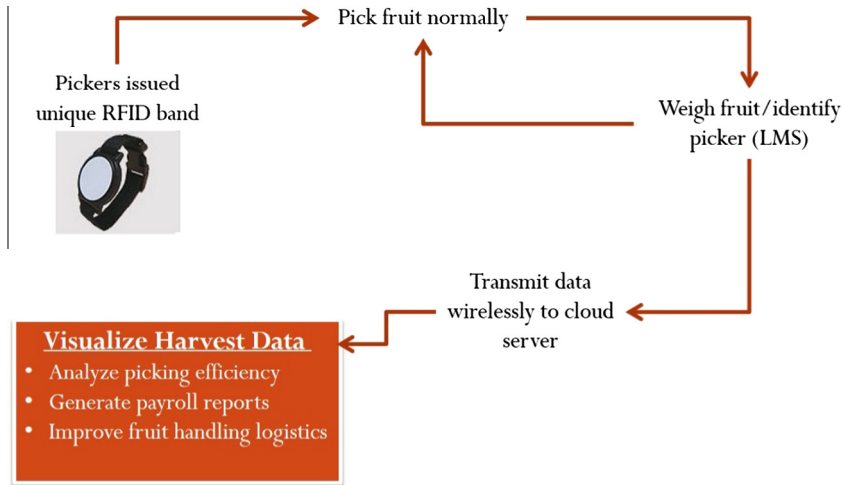 Pick fruit normally
Pickers issued
unique RFID band
Weigh fruit/identify
picker (LMS)
Transmit data
wirelessly to cloud
server
Visualize Harvest Data
• Analyze picking efficiency
• Generate payroll reports
• Improve fruit handling logistics